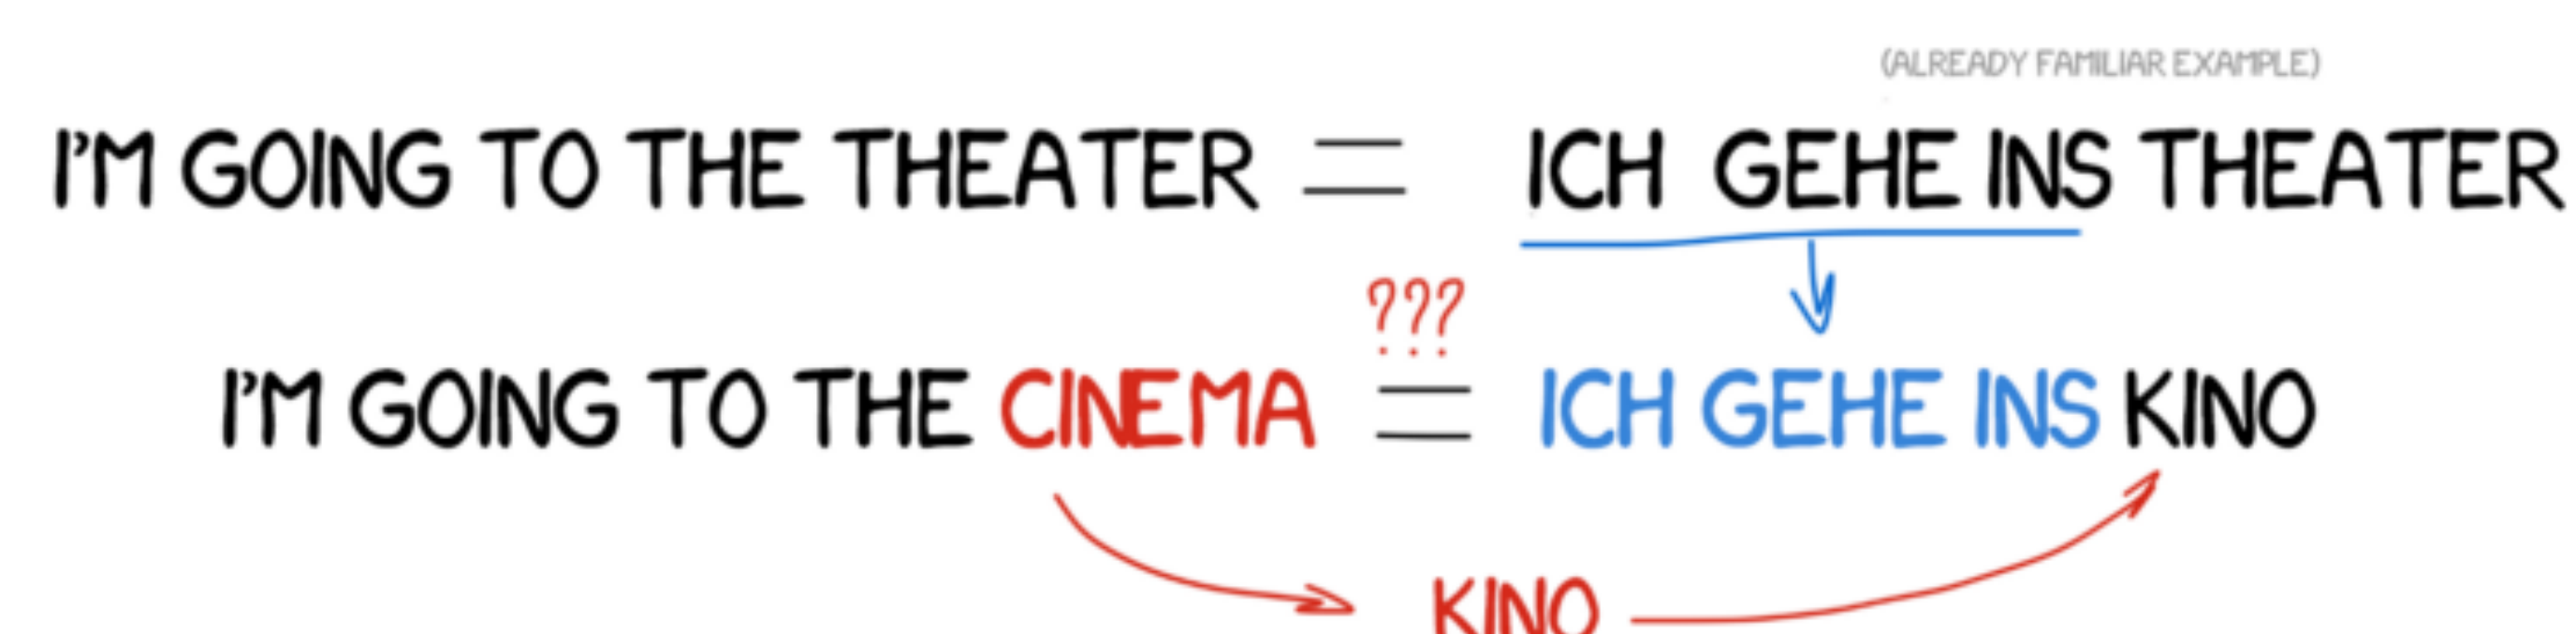 (ALREADY FAMILIAR EXAMPLE)
I'M GOING TO THE THEATER = ICH GEHE INS THEATER
???
I'M GOING TO THE CINEMA = ICH GEHE INS KINO
KINO